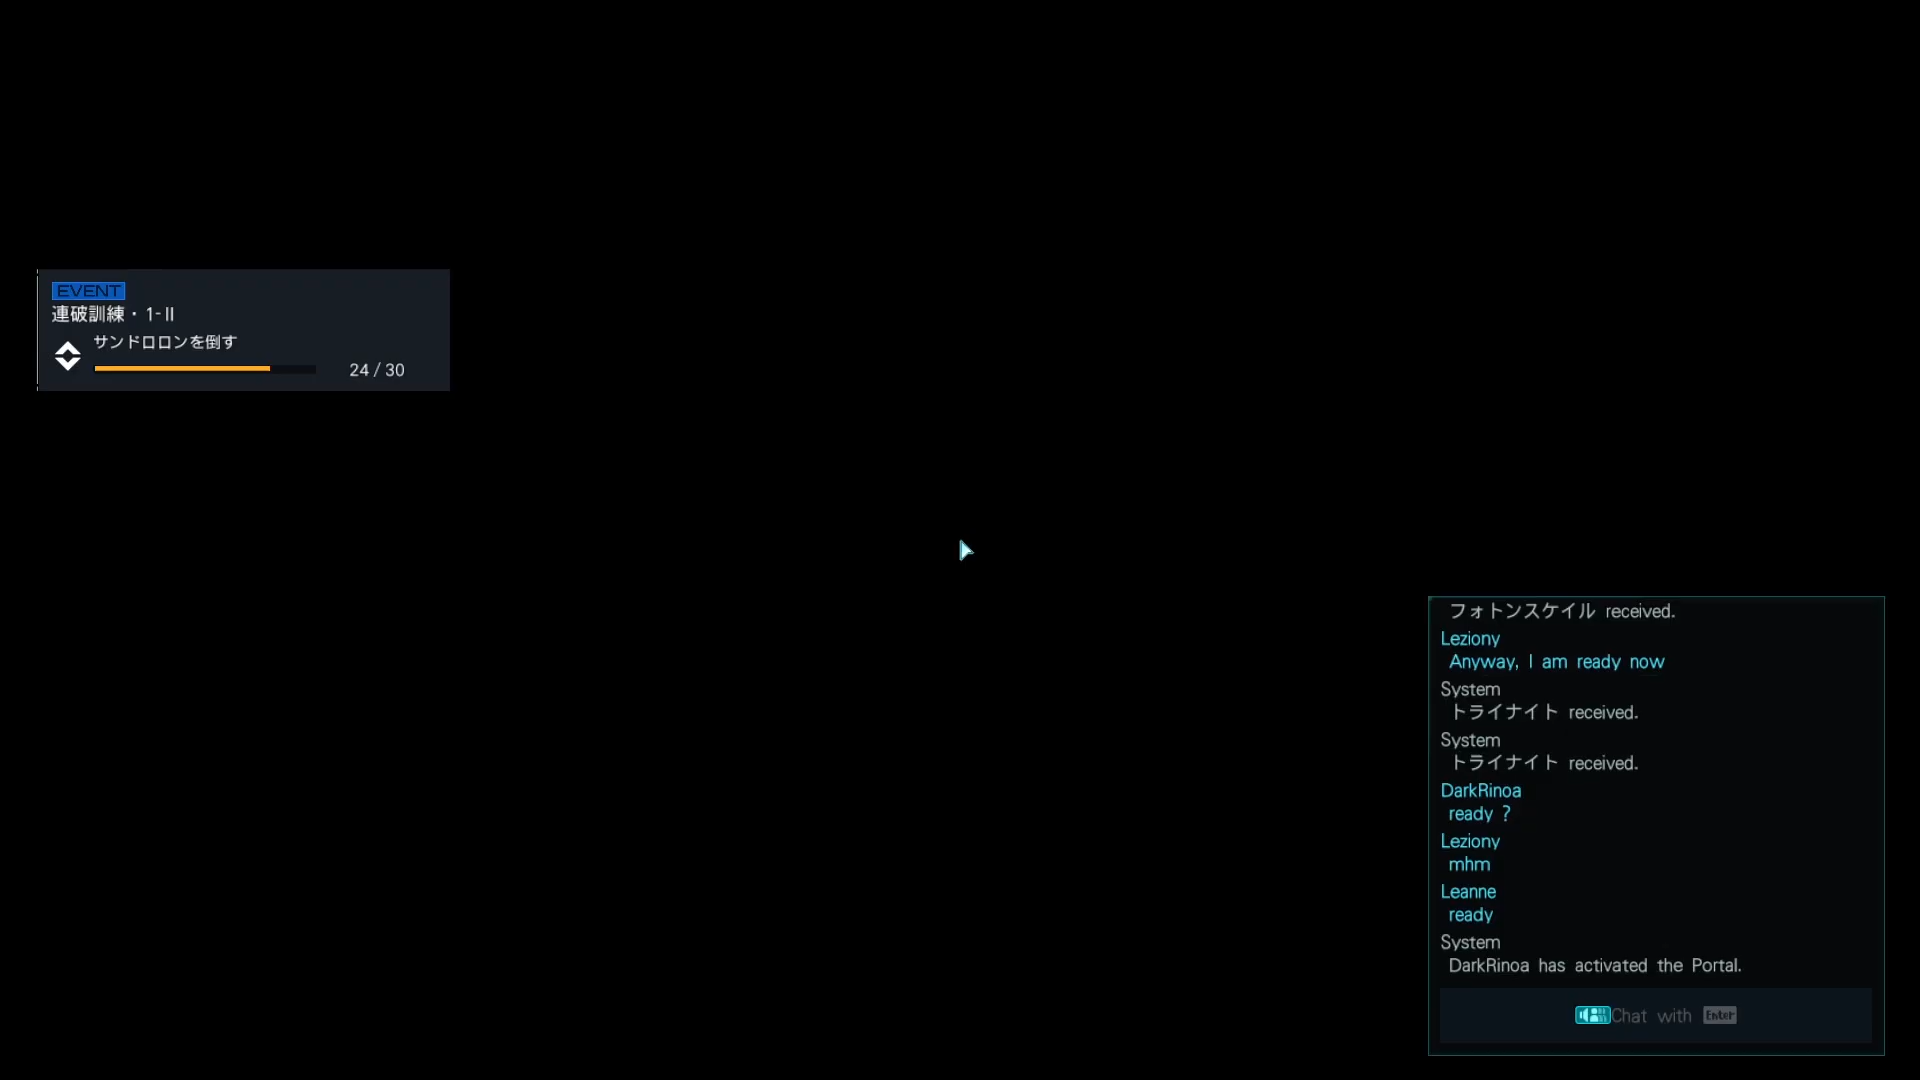 EVENT
連破訓練・1-II
サンドロロンを倒す
24 / 30
フォトンスケイル received.
Leziony
Anyway, I am ready now
System
トライナイト received.
System
トライナイト received.
DarkRinoa
ready ?
Leziony
mhm
Leanne
ready
System
DarkRinoa has activated the Portal.
Chat with Enter